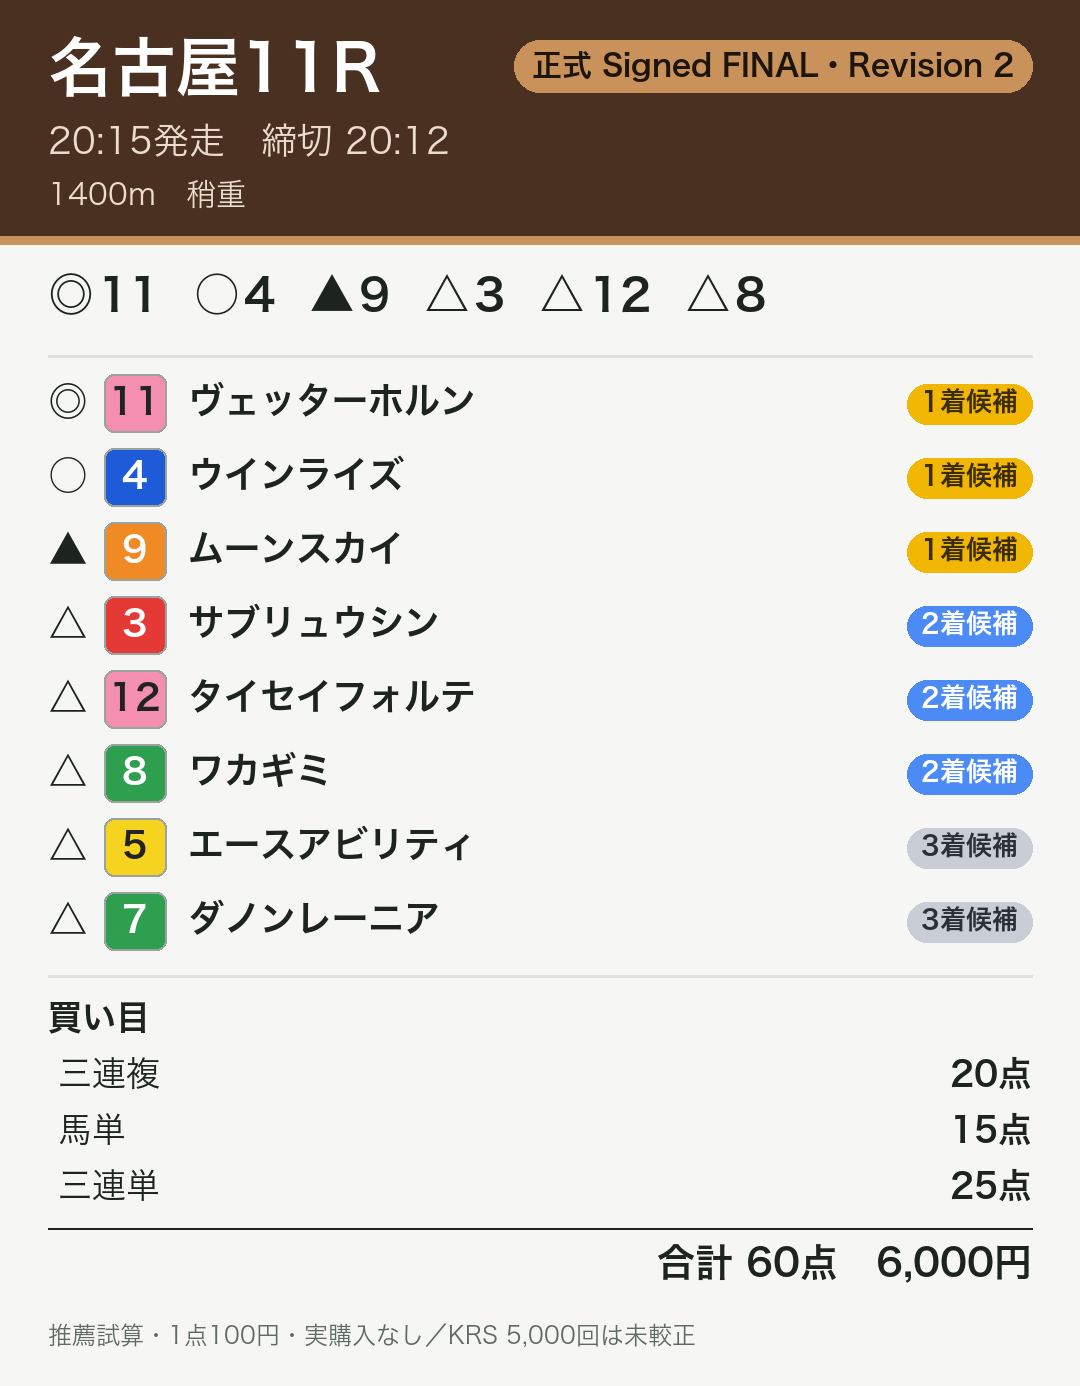 名古屋11R 正式 Signed FINAL・Revision 2
20:15発走　締切 20:12
1400m　稍重
◎11 ○4 ▲9 △3 △12 △8
◎ 11 ヴェッターホルン 1着候補
○ 4 ウインライズ 1着候補
▲ 9 ムーンスカイ 1着候補
△ 3 サブリュウシン 2着候補
△ 12 タイセイフォルテ 2着候補
△ 8 ワカギミ 2着候補
△ 5 エースアビリティ 3着候補
△ 7 ダノンレーニア 3着候補
買い目
三連複 20点
馬単 15点
三連単 25点
合計 60点　6,000円
推薦試算・1点100円・実購入なし／KRS 5,000回は未較正